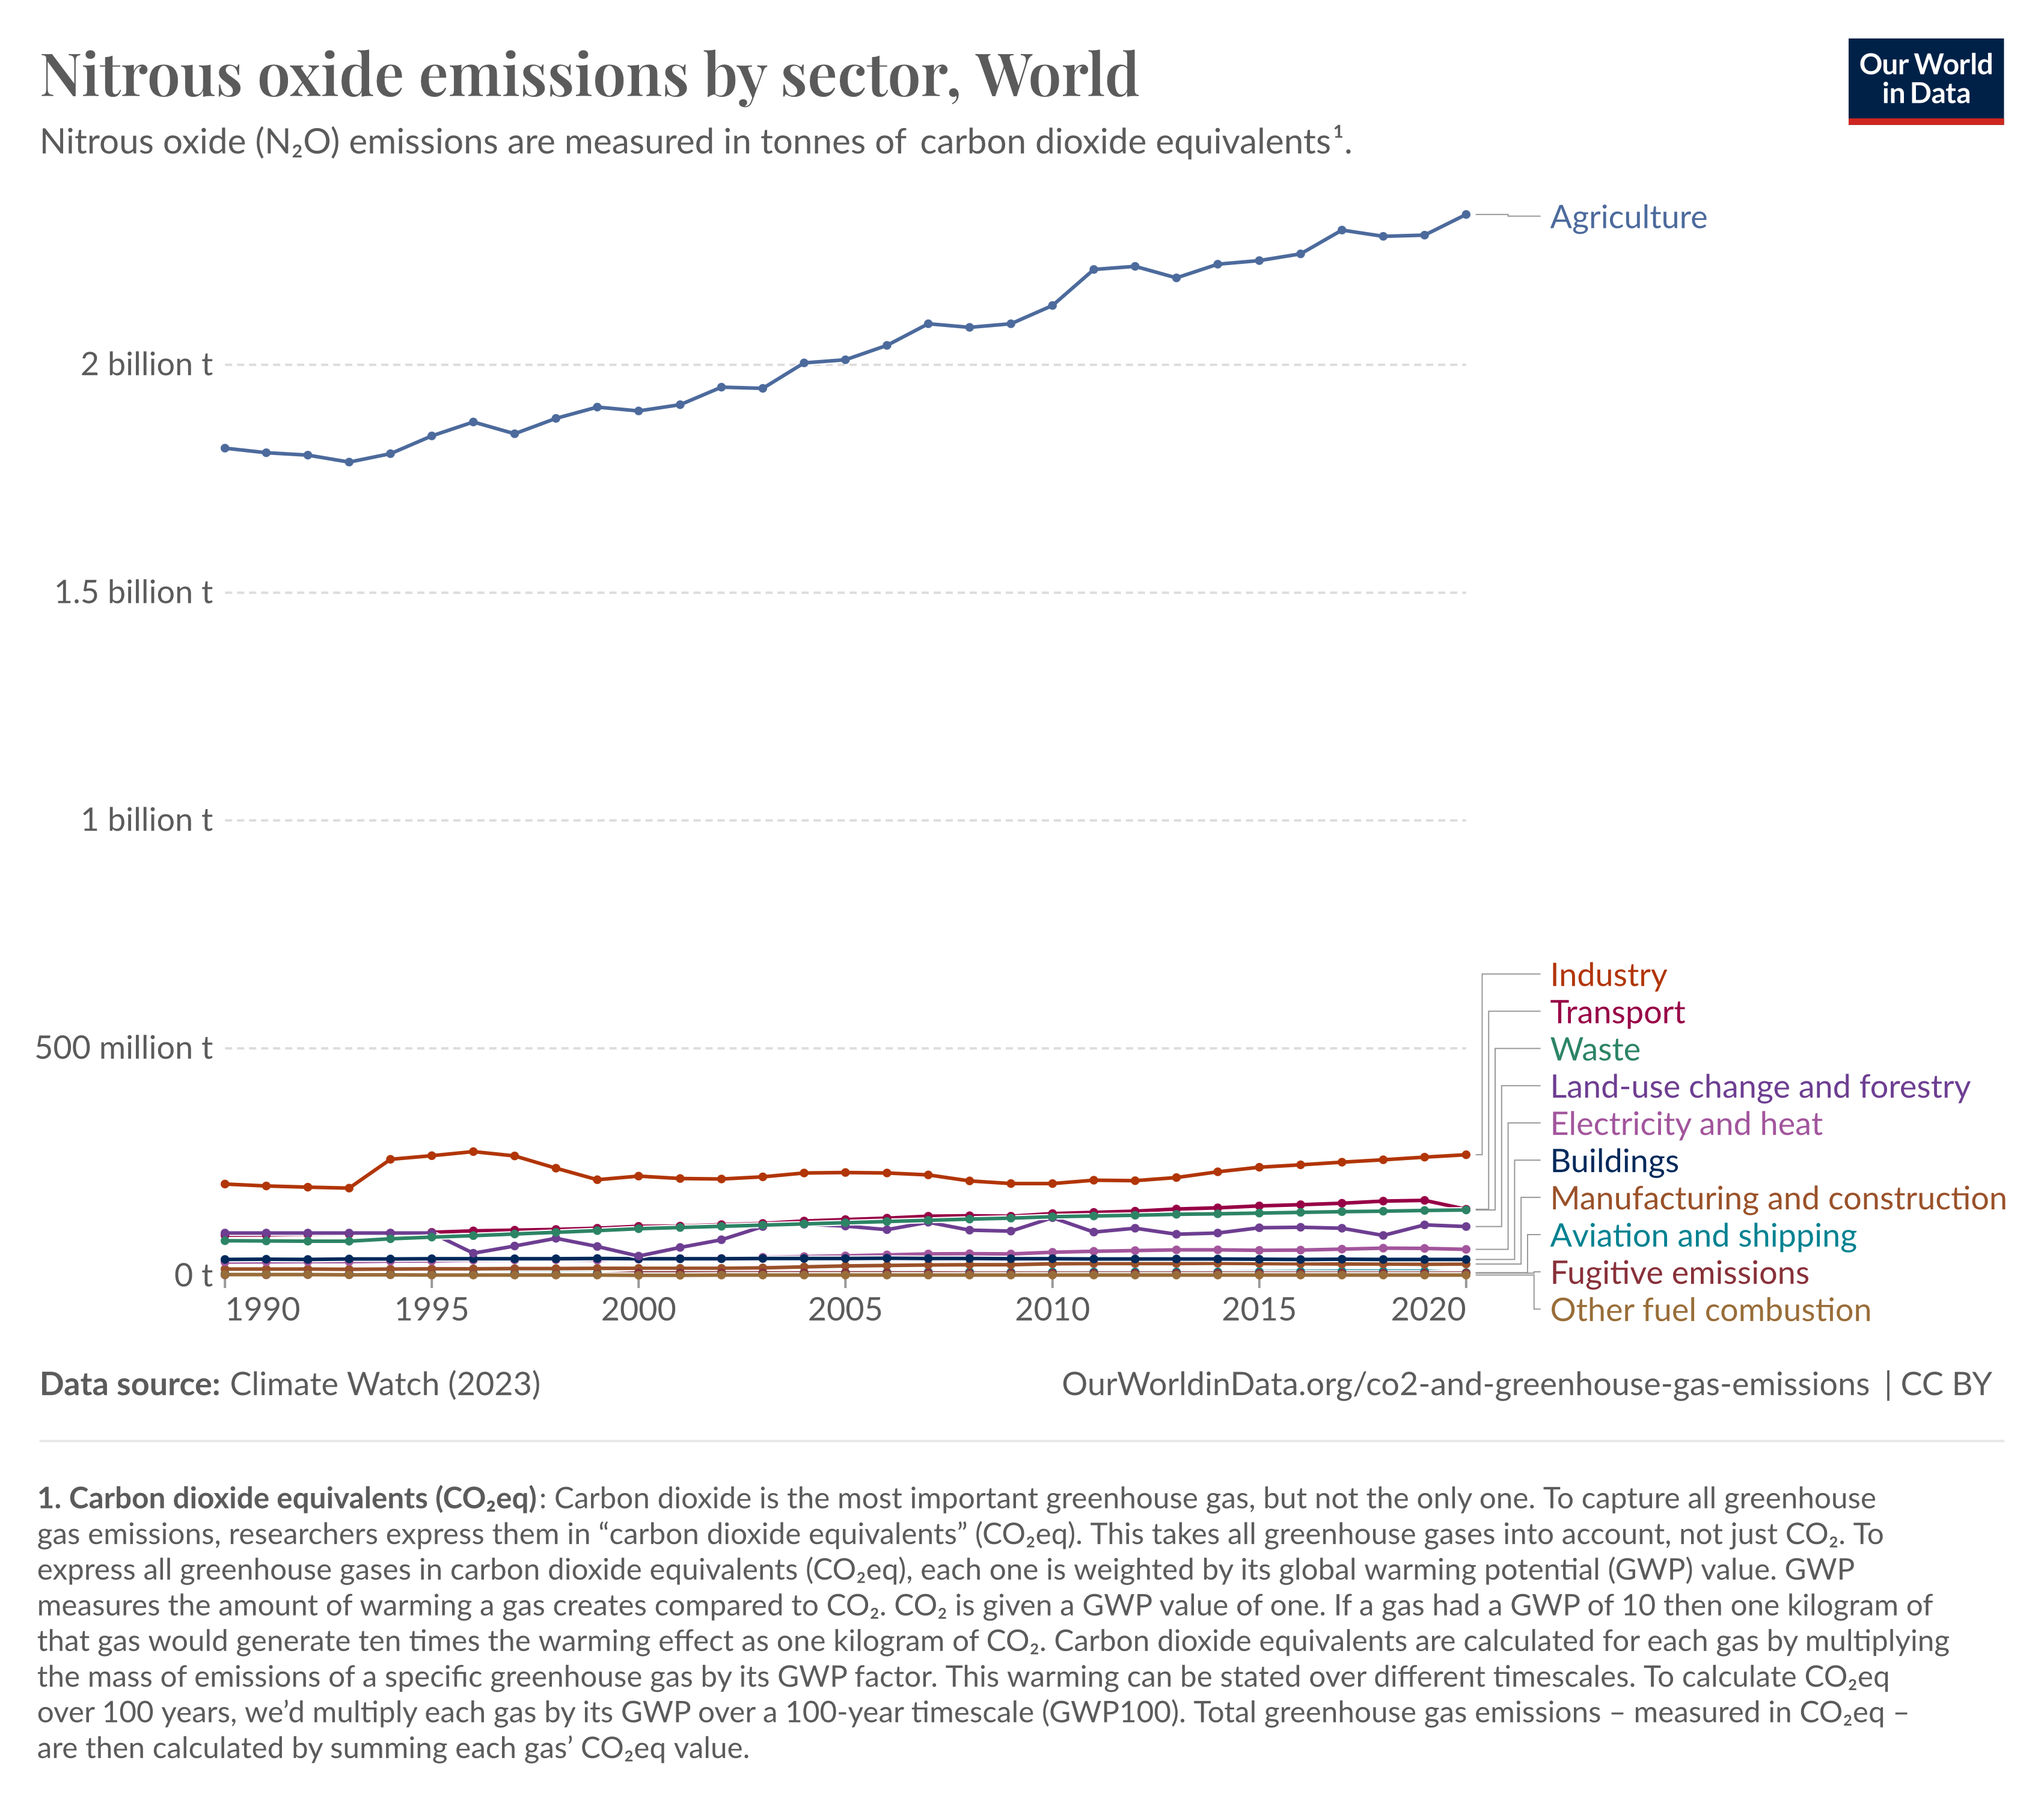 Nitrous oxide emissions by sector, World
Our World
in Data
Nitrous oxide (N₂O) emissions are measured in tonnes of carbon dioxide equivalents¹.
Agriculture
2 billion t
1.5 billion t
1 billion t
500 million t
0 t
Industry
Transport
Waste
Land-use change and forestry
Electricity and heat
Buildings
Manufacturing and construction
Aviation and shipping
Fugitive emissions
Other fuel combustion
1990 1995 2000 2005 2010 2015 2020
Data source: Climate Watch (2023)
OurWorldinData.org/co2-and-greenhouse-gas-emissions | CC BY
1. Carbon dioxide equivalents (CO₂eq): Carbon dioxide is the most important greenhouse gas, but not the only one. To capture all greenhouse
gas emissions, researchers express them in “carbon dioxide equivalents” (CO₂eq). This takes all greenhouse gases into account, not just CO₂. To
express all greenhouse gases in carbon dioxide equivalents (CO₂eq), each one is weighted by its global warming potential (GWP) value. GWP
measures the amount of warming a gas creates compared to CO₂. CO₂ is given a GWP value of one. If a gas had a GWP of 10 then one kilogram of
that gas would generate ten times the warming effect as one kilogram of CO₂. Carbon dioxide equivalents are calculated for each gas by multiplying
the mass of emissions of a specific greenhouse gas by its GWP factor. This warming can be stated over different timescales. To calculate CO₂eq
over 100 years, we’d multiply each gas by its GWP over a 100-year timescale (GWP100). Total greenhouse gas emissions – measured in CO₂eq –
are then calculated by summing each gas’ CO₂eq value.